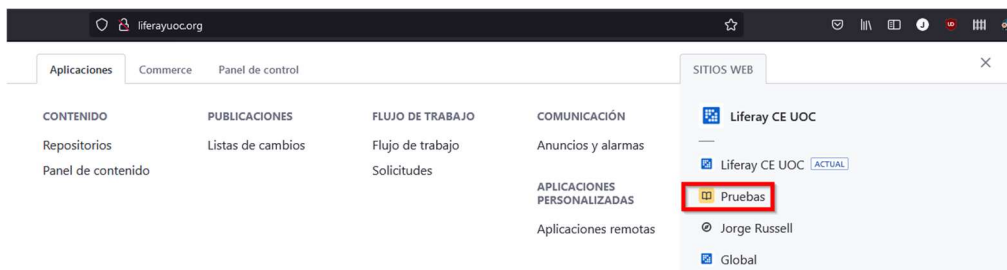 liferayuoc.org
Aplicaciones Commerce Panel de control
SITIOS WEB
CONTENIDO
Repositorios
Panel de contenido
PUBLICACIONES
Listas de cambios
FLUJO DE TRABAJO
Flujo de trabajo
Solicitudes
COMUNICACIÓN
Anuncios y alarmas
APLICACIONES
PERSONALIZADAS
Aplicaciones remotas
Liferay CE UOC
Liferay CE UOC ACTUAL
Pruebas
Jorge Russell
Global